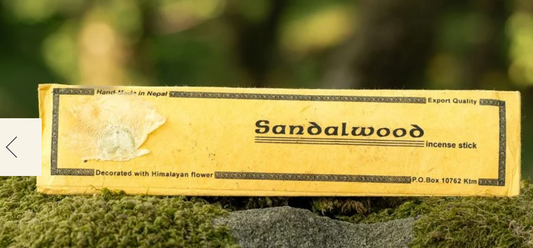 Hand Made in Nepal
Export Quality
Sandalwood
incense stick
Decorated with Himalayan flower
P.O.Box 10762 Ktm